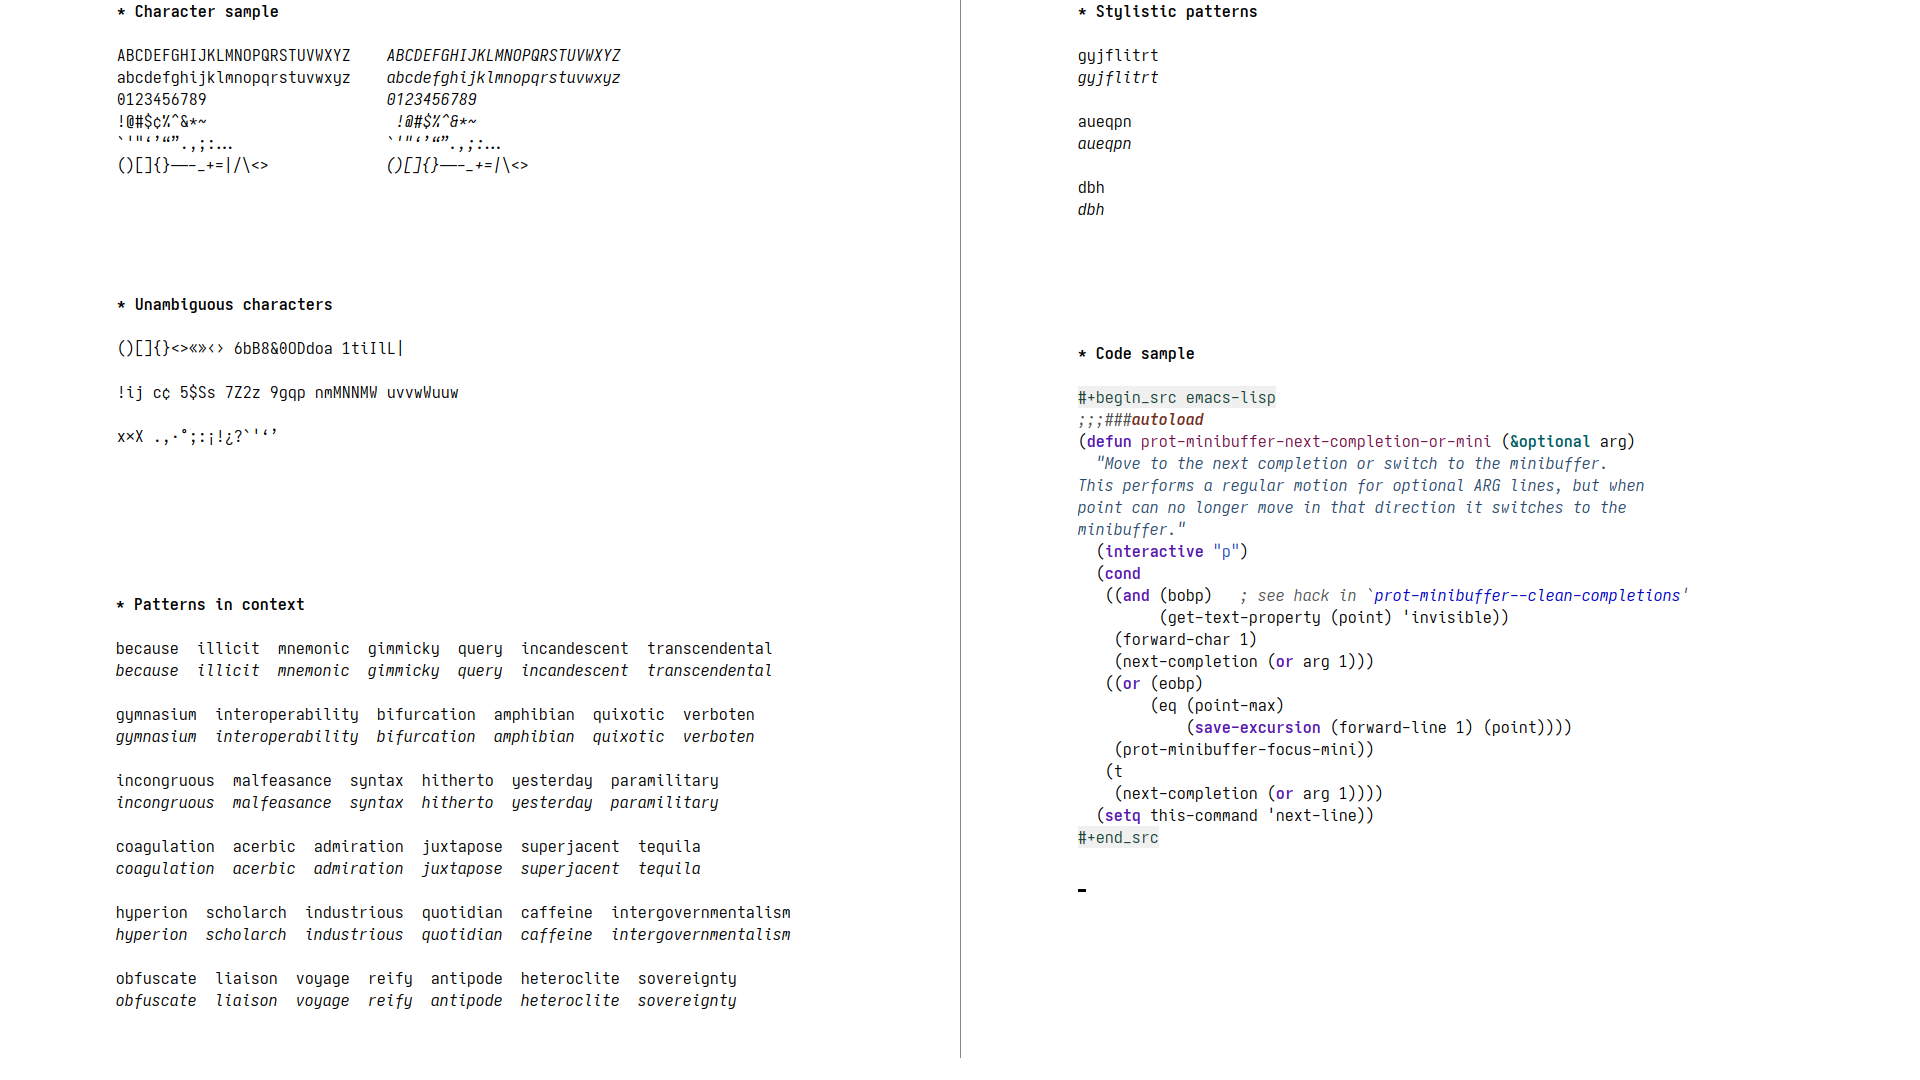 * Character sample

ABCDEFGHIJKLMNOPQRSTUVWXYZ    ABCDEFGHIJKLMNOPQRSTUVWXYZ
abcdefghijklmnopqrstuvwxyz    abcdefghijklmnopqrstuvwxyz
0123456789                    0123456789
!@#$¢%^&*~                     !@#$%^&*~
`'"‘’“”.,;:…                  `'"‘’“”.,;:…
()[]{}—–-_+=|/\<>             ()[]{}—–-_+=/|\<>

* Unambiguous characters

()[]{}<>«»‹› 6bB8&0ODdoa 1tiIlL|

!ij c¢ 5$Ss 7Z2z 9gqp nmMNNMW uvvwWuuw

x×X .,·°;:¡!¿?`'‘’

* Patterns in context

because  illicit  mnemonic  gimmicky  query  incandescent  transcendental
because  illicit  mnemonic  gimmicky  query  incandescent  transcendental

gymnasium  interoperability  bifurcation  amphibian  quixotic  verboten
gymnasium  interoperability  bifurcation  amphibian  quixotic  verboten

incongruous  malfeasance  syntax  hitherto  yesterday  paramilitary
incongruous  malfeasance  syntax  hitherto  yesterday  paramilitary

coagulation  acerbic  admiration  juxtapose  superjacent  tequila
coagulation  acerbic  admiration  juxtapose  superjacent  tequila

hyperion  scholarch  industrious  quotidian  caffeine  intergovernmentalism
hyperion  scholarch  industrious  quotidian  caffeine  intergovernmentalism

obfuscate  liaison  voyage  reify  antipode  heteroclite  sovereignty
obfuscate  liaison  voyage  reify  antipode  heteroclite  sovereignty

* Stylistic patterns

gyjflitrt
gyjflitrt

aueqpn
aueqpn

dbh
dbh

* Code sample

#+begin_src emacs-lisp
;;;###autoload
(defun prot-minibuffer-next-completion-or-mini (&optional arg)
  "Move to the next completion or switch to the minibuffer.
This performs a regular motion for optional ARG lines, but when
point can no longer move in that direction it switches to the
minibuffer."
  (interactive "p")
  (cond
   ((and (bobp)   ; see hack in `prot-minibuffer--clean-completions'
         (get-text-property (point) 'invisible))
    (forward-char 1)
    (next-completion (or arg 1)))
   ((or (eobp)
        (eq (point-max)
            (save-excursion (forward-line 1) (point))))
    (prot-minibuffer-focus-mini))
   (t
    (next-completion (or arg 1))))
  (setq this-command 'next-line))
#+end_src